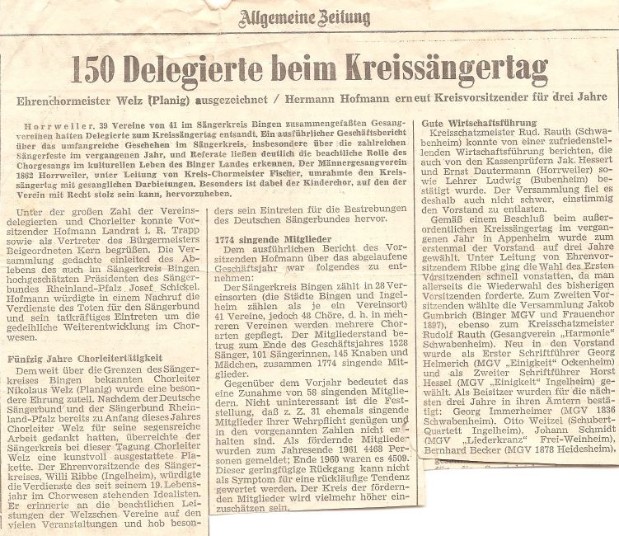 Allgemeine Zeitung
150 Delegierte beim Kreissängertag
Ehrenchormeister Welz (Planig) ausgezeichnet / Hermann Hofmann erneut Kreisvorsitzender für drei Jahre
Horrweiler, 39 Vereine von 41 im Sängerkreis Bingen zusammengefaßten Gesang-
vereinen hatten Delegierte zum Kreissängertag entsandt. Ein ausführlicher Geschäftsbericht
über das umfangreiche Geschehen im Sängerkreis, insbesondere über die zahlreichen
Sängerfeste im vergangenen Jahr, und Referate ließen deutlich die beachtliche Rolle des
Chorgesangs im kulturellen Leben des Binger Landes erkennen. Der Männergesangverein
1862 Horrweiler, unter Leitung von Kreis-Chormeister Fischer, umrahmte den Kreis-
sängertag mit gesanglichen Darbietungen. Besonders ist dabei der Kinderchor, auf den
der Verein mit Recht stolz sein kann, hervorzuheben.
Unter der großen Zahl der Vereins-
delegierten und Chorleiter konnte Vor-
sitzender Hofmann Landrat i. R. Trapp
sowie als Vertreter des Bürgermeisters
Beigeordneten Kern begrüßen. Die Ver-
sammlung gedachte einleitend des Ab-
lebens des auch im Sängerkreis Bingen
hochgeschätzten Präsidenten des Sänger-
bundes Rheinland-Pfalz Josef Schickel.
Hofmann würdigte in einem Nachruf die
Verdienste des Toten für den Sängerbund
und sein tatkräftiges Eintreten um die
gedeihliche Weiterentwicklung im Chor-
wesen.
Fünfzig Jahre Chorleitertätigkeit
Dem weit über die Grenzen des Sänger-
kreises Bingen bekannten Chorleiter
Nikolaus Welz (Planig) wurde eine beson-
dere Ehrung zuteil. Nachdem der Deutsche
Sängerbund und der Sängerbund Rhein-
land-Pfalz bereits zu Anfang dieses Jahres
Chorleiter Welz für seine segensreiche
Arbeit gedankt hatten, überreichte der
Sängerkreis bei dieser Tagung Chorleiter
Welz eine kunstvoll ausgestattete Pla-
kette. Der Ehrenvorsitzende des Sänger-
kreises, Willi Ribbe (Ingelheim), würdigte
die Verdienste des seit seinem 19. Lebens-
jahr im Chorwesen stehenden Idealisten.
Er erinnerte an die beachtlichen Leistun-
gen der Welzschen Vereine auf den
vielen Veranstaltungen und hob beson-
ders sein Eintreten für die Bestrebungen
des Deutschen Sängerbundes hervor.
1774 singende Mitglieder
Dem ausführlichen Bericht des Vor-
sitzenden Hofmann über das abgelaufene
Geschäftsjahr war folgendes zu ent-
nehmen:
Der Sängerkreis Bingen zählt in 28 Ver-
einsorten (die Städte Bingen und Ingel-
heim zählen als je ein Vereinsort)
41 Vereine, jedoch 48 Chöre, d. h. in meh-
reren Vereinen werden mehrere Chor-
arten gepflegt. Der Mitgliederstand be-
trug zum Ende des Geschäftsjahres 1528
Sänger, 101 Sängerinnen, 145 Knaben und
Mädchen, zusammen 1774 singende Mit-
glieder.
Gegenüber dem Vorjahr bedeutet das
eine Zunahme von 58 singenden Mitglie-
dern. Nicht uninteressant ist die Fest-
stellung, daß z. Z. 31 ehemals singende
Mitglieder ihrer Wehrpflicht genügen und
in den vorgenannten Zahlen nicht ent-
halten sind. Als fördernde Mitglieder
wurden zum Jahresende 1961 4468 Per-
sonen gemeldet; Ende 1960 waren es 4509.
Dieser geringfügige Rückgang kann nicht
als Symptom für eine rückläufige Tendenz
gewertet werden. Der Kreis der fördern-
den Mitglieder wird vielmehr höher ein-
zuschätzen sein.
Gute Wirtschaftsführung
Kreisschatzmeister Rud. Rauth (Schwa-
benheim) konnte von einer zufriedenstel-
lenden Wirtschaftsführung berichten, die
auch von den Kassenprüfern Jak. Hessert
und Ernst Dautermann (Horrweiler) so-
wie Lehrer Ludwig (Bubenheim) be-
stätigt wurde. Der Versammlung fiel es
deshalb auch nicht schwer, einstimmig
den Vorstand zu entlasten.
Gemäß einem Beschluß beim außer-
ordentlichen Kreissängertag im vergan-
genen Jahr in Appenheim wurde zum
erstenmal der Vorstand auf drei Jahre
gewählt. Unter Leitung von Ehrenvor-
sitzenden Ribbe ging die Wahl des Ersten
Vorsitzenden schnell vonstatten, da man
allerseits die Wiederwahl des bisherigen
Vorsitzenden forderte. Zum Zweiten Vor-
sitzenden wählte die Versammlung Jakob
Gumbrich (Binger MGV und Frauenchor
1897), ebenso zum Kreisschatzmeister
Rudolf Rauth (Gesangverein „Harmonie"
Schwabenheim). Neu in den Vorstand
wurde als Erster Schriftführer Georg
Helmerich (MGV „Einigkeit" Ockenheim)
und als Zweiter Schriftführer Horst
Hessel (MGV „Einigkeit" Ingelheim) ge-
wählt. Als Beisitzer wurden für die näch-
sten drei Jahre in ihren Ämtern bestä-
tigt: Georg Immerheimer (MGV 1836
Schwabenheim), Otto Weitzel (Schubert-
Quartett Ingelheim), Johann Schmidt
(MGV „Liederkranz" Frei-Weinheim),
Bernhard Becker (MGV 1878 Heidesheim).